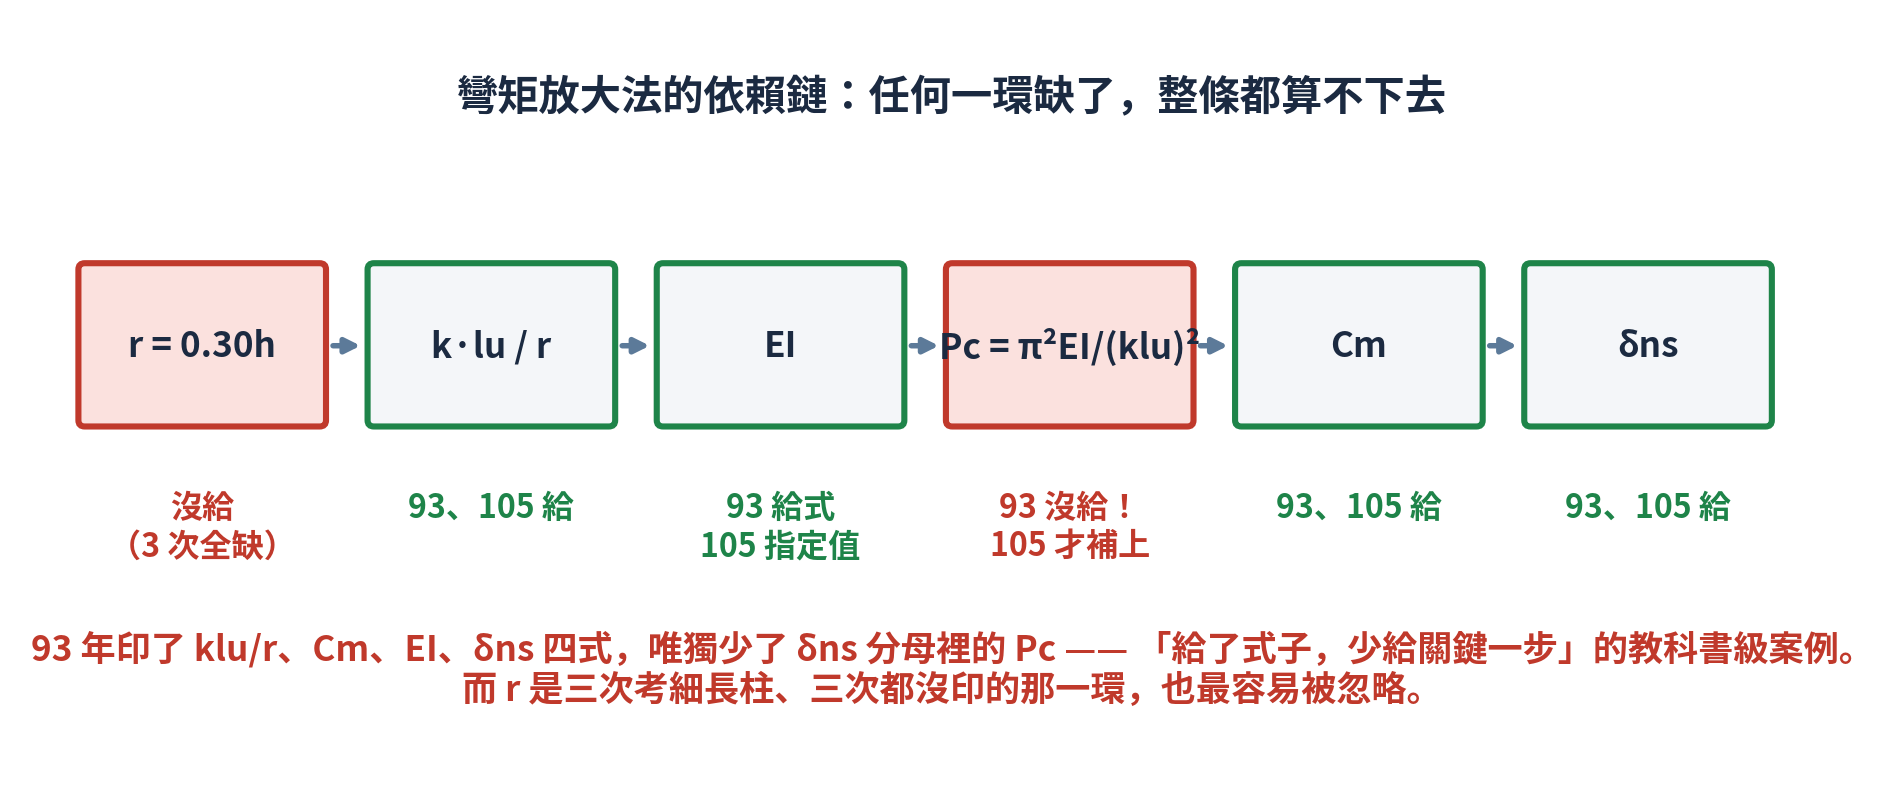 彎矩放大法的依賴鏈：任何一環缺了，整條都算不下去
r = 0.30h
k·lu / r
EI
Pc = π²EI/(klu)²
Cm
δns
沒給
（3 次全缺）
93、105 給
93 給式
105 指定值
93 沒給！
105 才補上
93、105 給
93、105 給
93 年印了 klu/r、Cm、EI、δns 四式，唯獨少了 δns 分母裡的 Pc —— 「給了式子，少給關鍵一步」的教科書級案例。
而 r 是三次考細長柱、三次都沒印的那一環，也最容易被忽略。